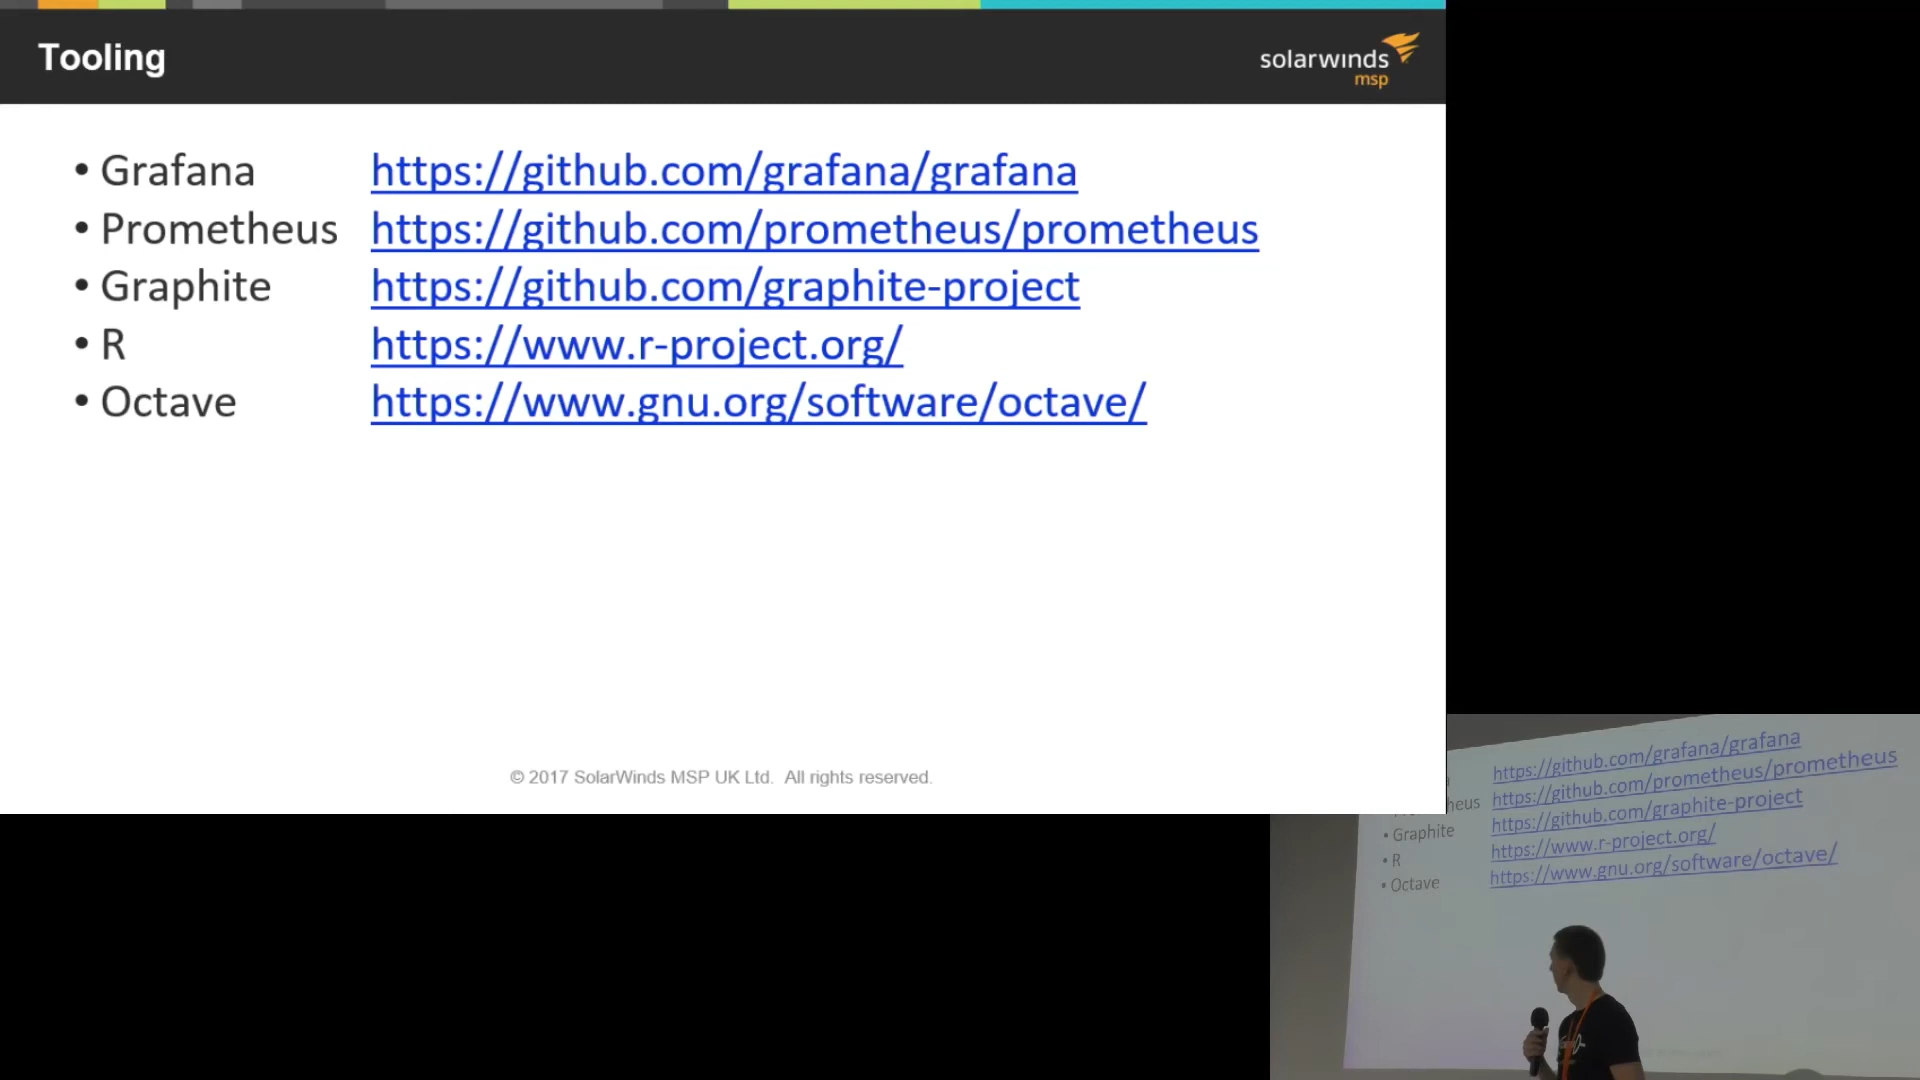 Tooling
solarwinds
msp
• Grafana https://github.com/grafana/grafana
• Prometheus https://github.com/prometheus/prometheus
• Graphite https://github.com/graphite-project
• R https://www.r-project.org/
• Octave https://www.gnu.org/software/octave/
© 2017 SolarWinds MSP UK Ltd. All rights reserved.
https://github.com/grafana/grafana
heus https://github.com/prometheus/prometheus
• Graphite https://github.com/graphite-project
• R https://www.r-project.org/
• Octave https://www.gnu.org/software/octave/